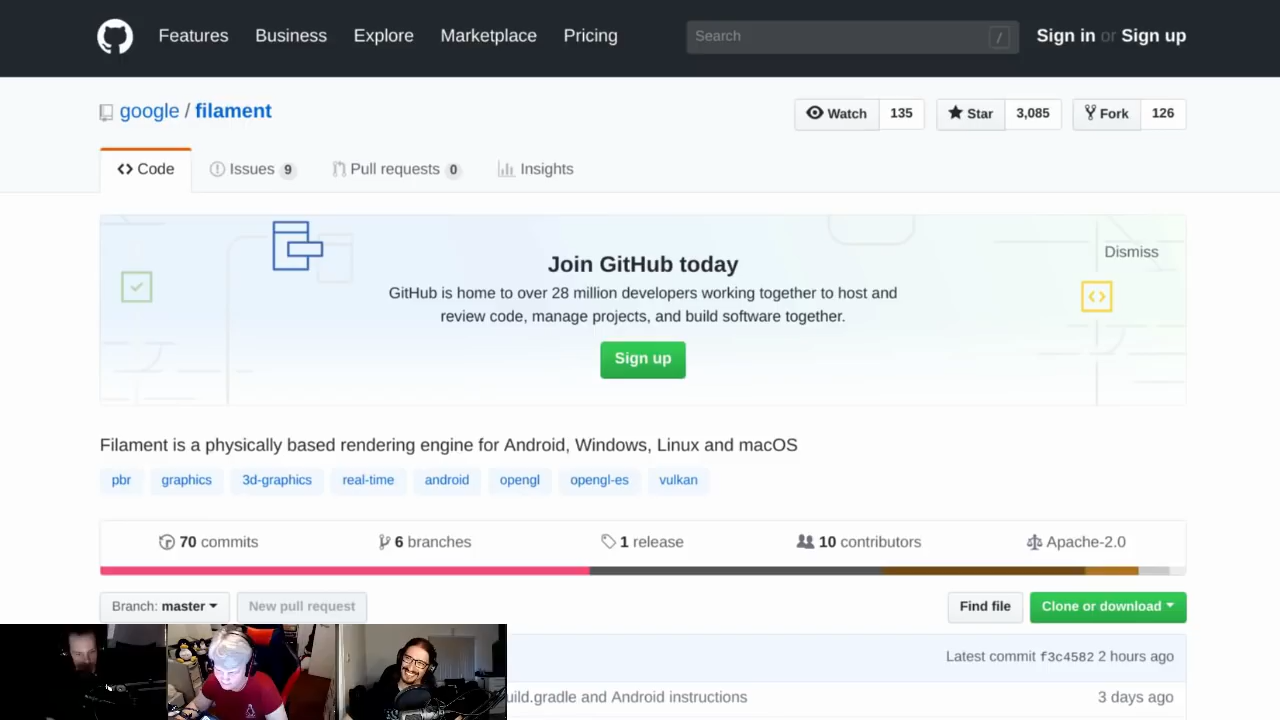 Features Business Explore Marketplace Pricing Search / Sign in or Sign up
google / filament Watch 135 Star 3,085 Fork 126
Code Issues 9 Pull requests 0 Insights
Dismiss
Join GitHub today
GitHub is home to over 28 million developers working together to host and
review code, manage projects, and build software together.
Sign up
Filament is a physically based rendering engine for Android, Windows, Linux and macOS
pbr graphics 3d-graphics real-time android opengl opengl-es vulkan
70 commits 6 branches 1 release 10 contributors Apache-2.0
Branch: master New pull request Find file Clone or download
Latest commit f3c4582 2 hours ago
and Android instructions 3 days ago